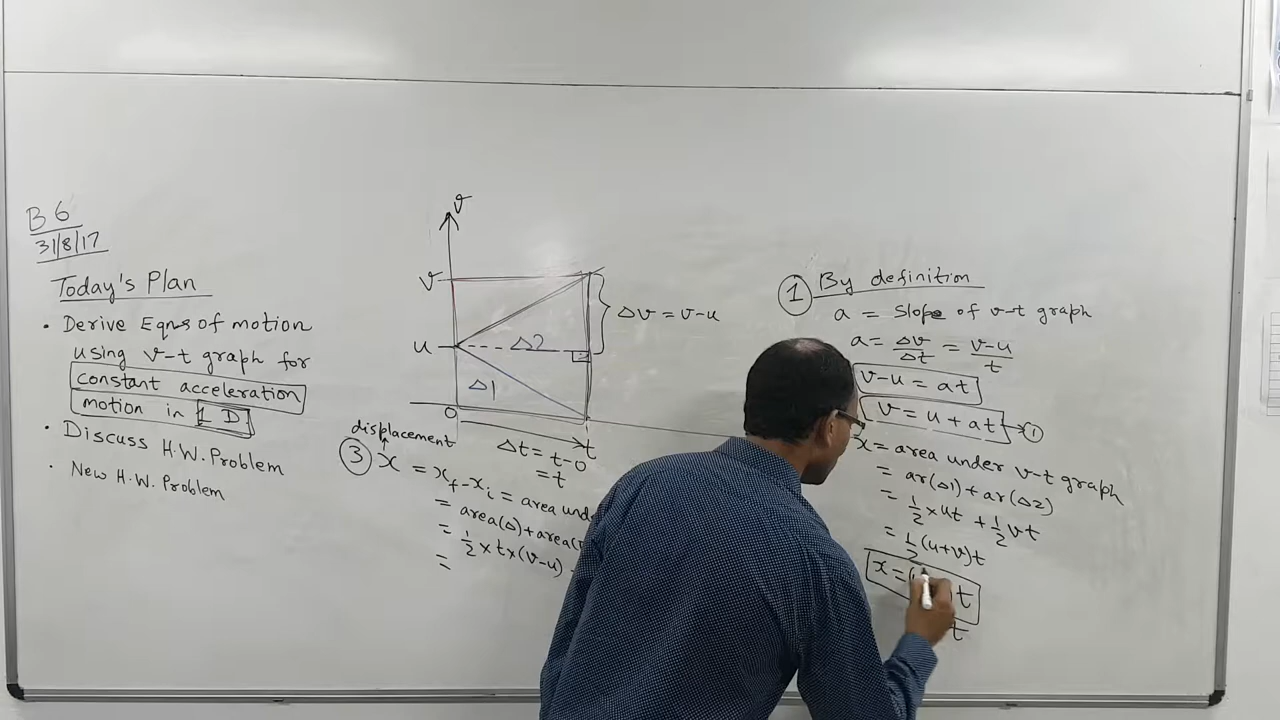 B 6
31/8/17
Today's Plan
• Derive Eqns of motion
using v-t graph for
constant acceleration
motion in 1 D
• Discuss H.W. Problem
• New H.W. Problem
v
v
u
0
t
Δ2
Δ1
Δv = v-u
Δt = t-0
= t
displacement
③ x = x_f - x_i = area und
= area(Δ) + area(
= 1/2 × t × (v-u)
=
① By definition
a = Slope of v-t graph
a = Δv/Δt = v-u/t
v-u = at
v = u + at → ①
x = area under v-t graph
= ar(Δ1) + ar(Δ2)
= 1/2 × ut + 1/2 vt
= 1/2 (u+v)t
x = ( ) t
t